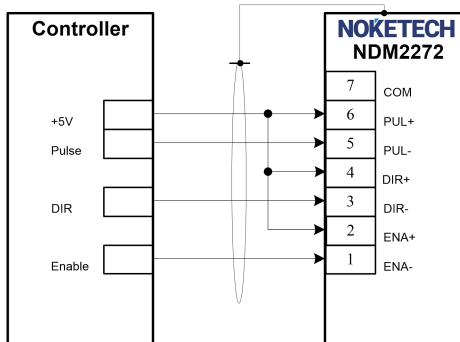 Controller
+5V
Pulse
DIR
Enable
NOKETECH
NDM2272
7 COM
6 PUL+
5 PUL-
4 DIR+
3 DIR-
2 ENA+
1 ENA-